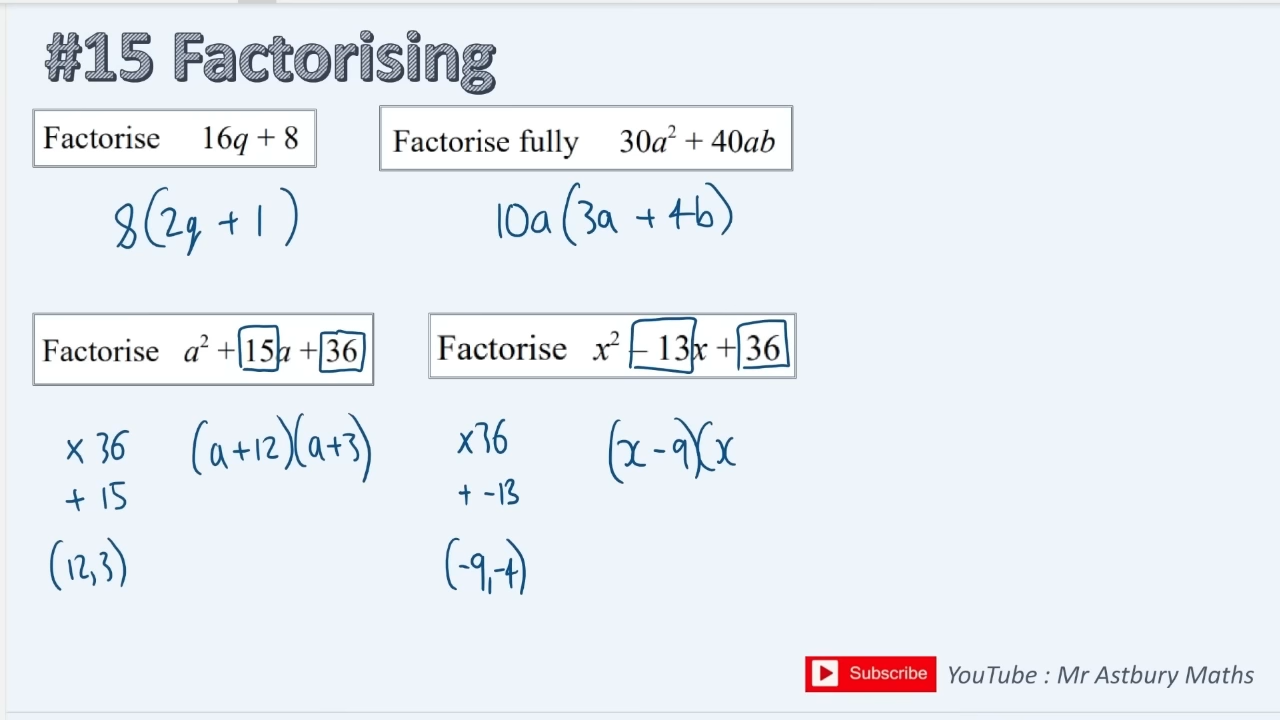 #15 Factorising
Factorise 16q + 8
Factorise fully 30a² + 40ab
8(2q + 1)
10a(3a + 4b)
Factorise a² + 15a + 36
Factorise x² – 13x + 36
× 36
(a+12)(a+3)
×36
(x-9)(x
+ 15
+ -13
(12,3)
(-9,-4)
Subscribe
YouTube : Mr Astbury Maths